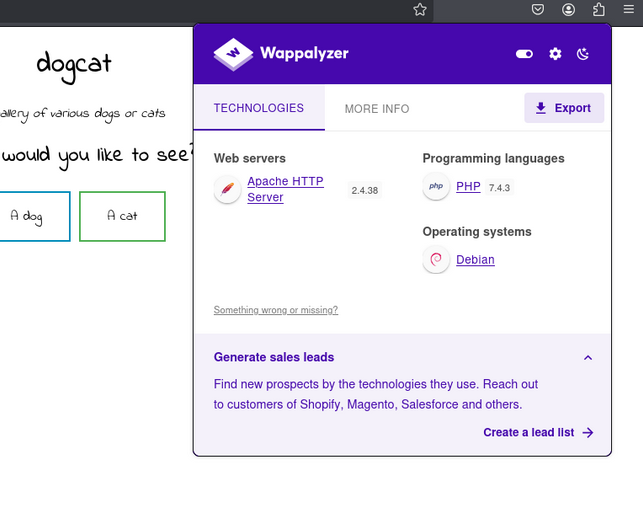 dogcat
gallery of various dogs or cats
would you like to see?
A dog
A cat
Wappalyzer
TECHNOLOGIES
MORE INFO
Export
Web servers
Apache HTTP
Server
2.4.38
Programming languages
php
PHP
7.4.3
Operating systems
Debian
Something wrong or missing?
Generate sales leads
Find new prospects by the technologies they use. Reach out
to customers of Shopify, Magento, Salesforce and others.
Create a lead list